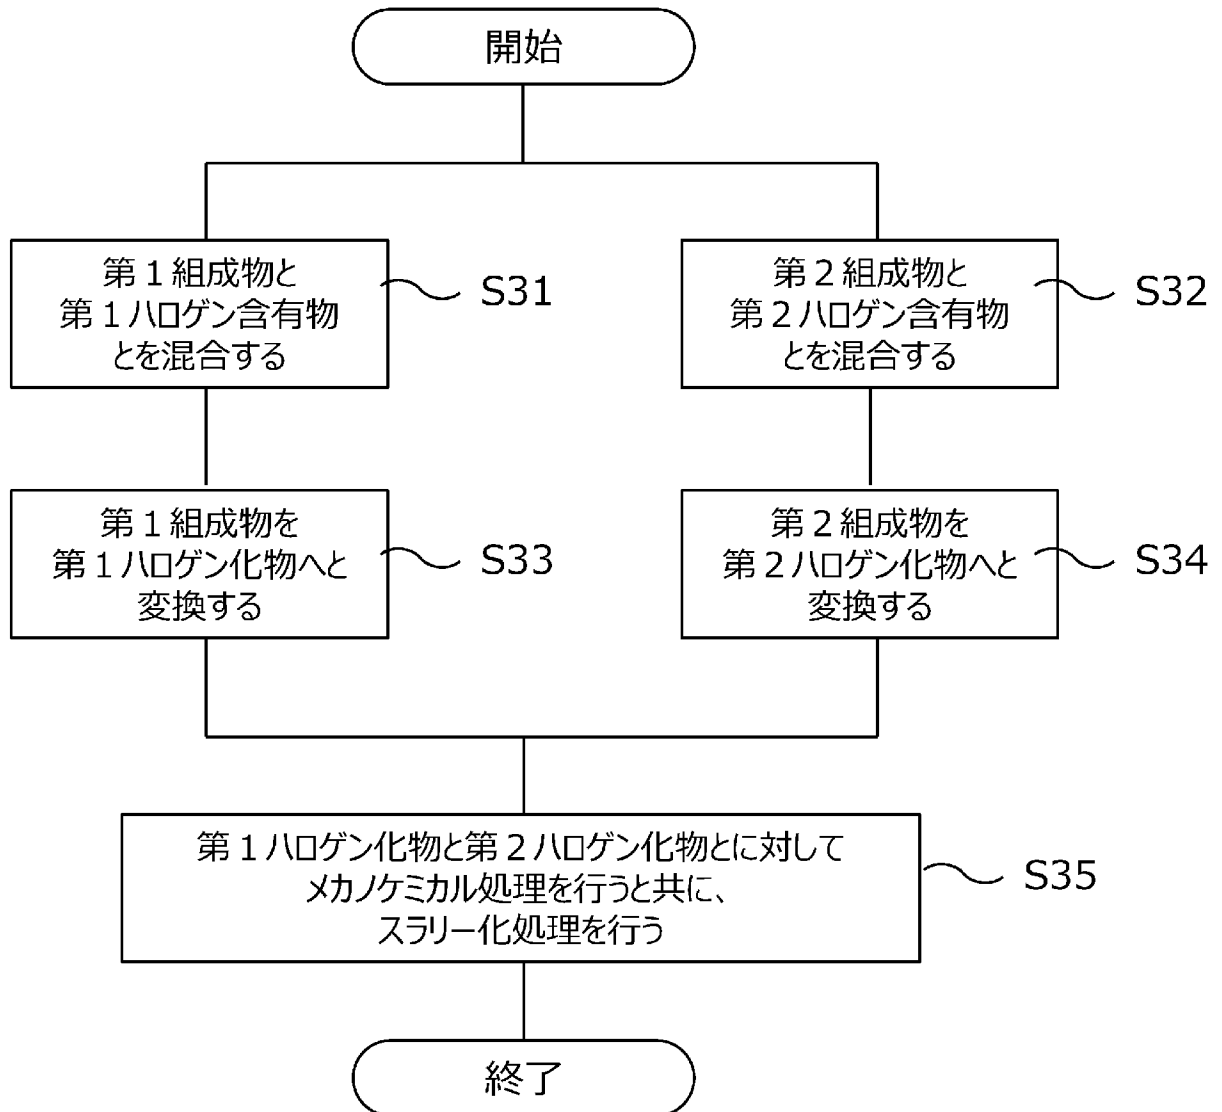 開始
第1組成物と
第1ハロゲン含有物
とを混合する
S31
第2組成物と
第2ハロゲン含有物
とを混合する
S32
第1組成物を
第1ハロゲン化物へと
変換する
S33
第2組成物を
第2ハロゲン化物へと
変換する
S34
第1ハロゲン化物と第2ハロゲン化物とに対して
メカノケミカル処理を行うと共に、
スラリー化処理を行う
S35
終了